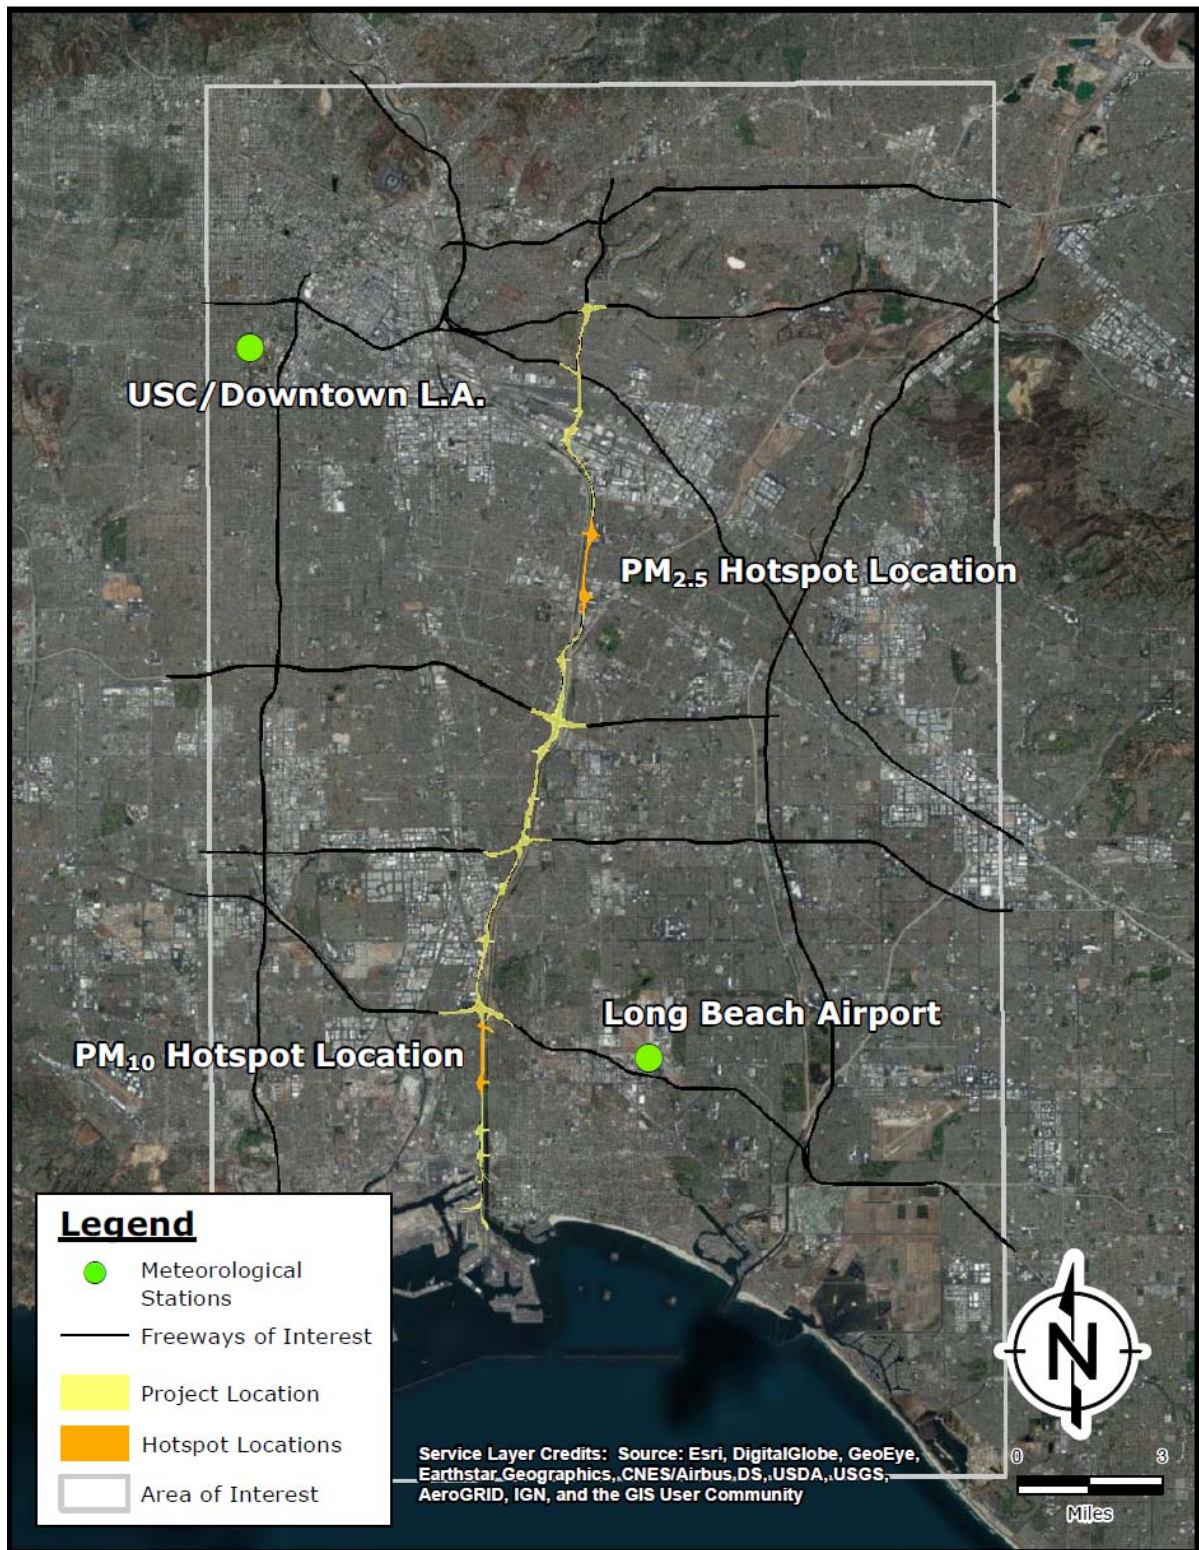 USC/Downtown L.A.
PM2.5 Hotspot Location
Long Beach Airport
PM10 Hotspot Location
Legend
Meteorological
Stations
Freeways of Interest
Project Location
Hotspot Locations
Area of Interest
N
0 3
Miles
Service Layer Credits: Source: Esri, DigitalGlobe, GeoEye,
Earthstar Geographics, CNES/Airbus DS, USDA, USGS,
AeroGRID, IGN, and the GIS User Community